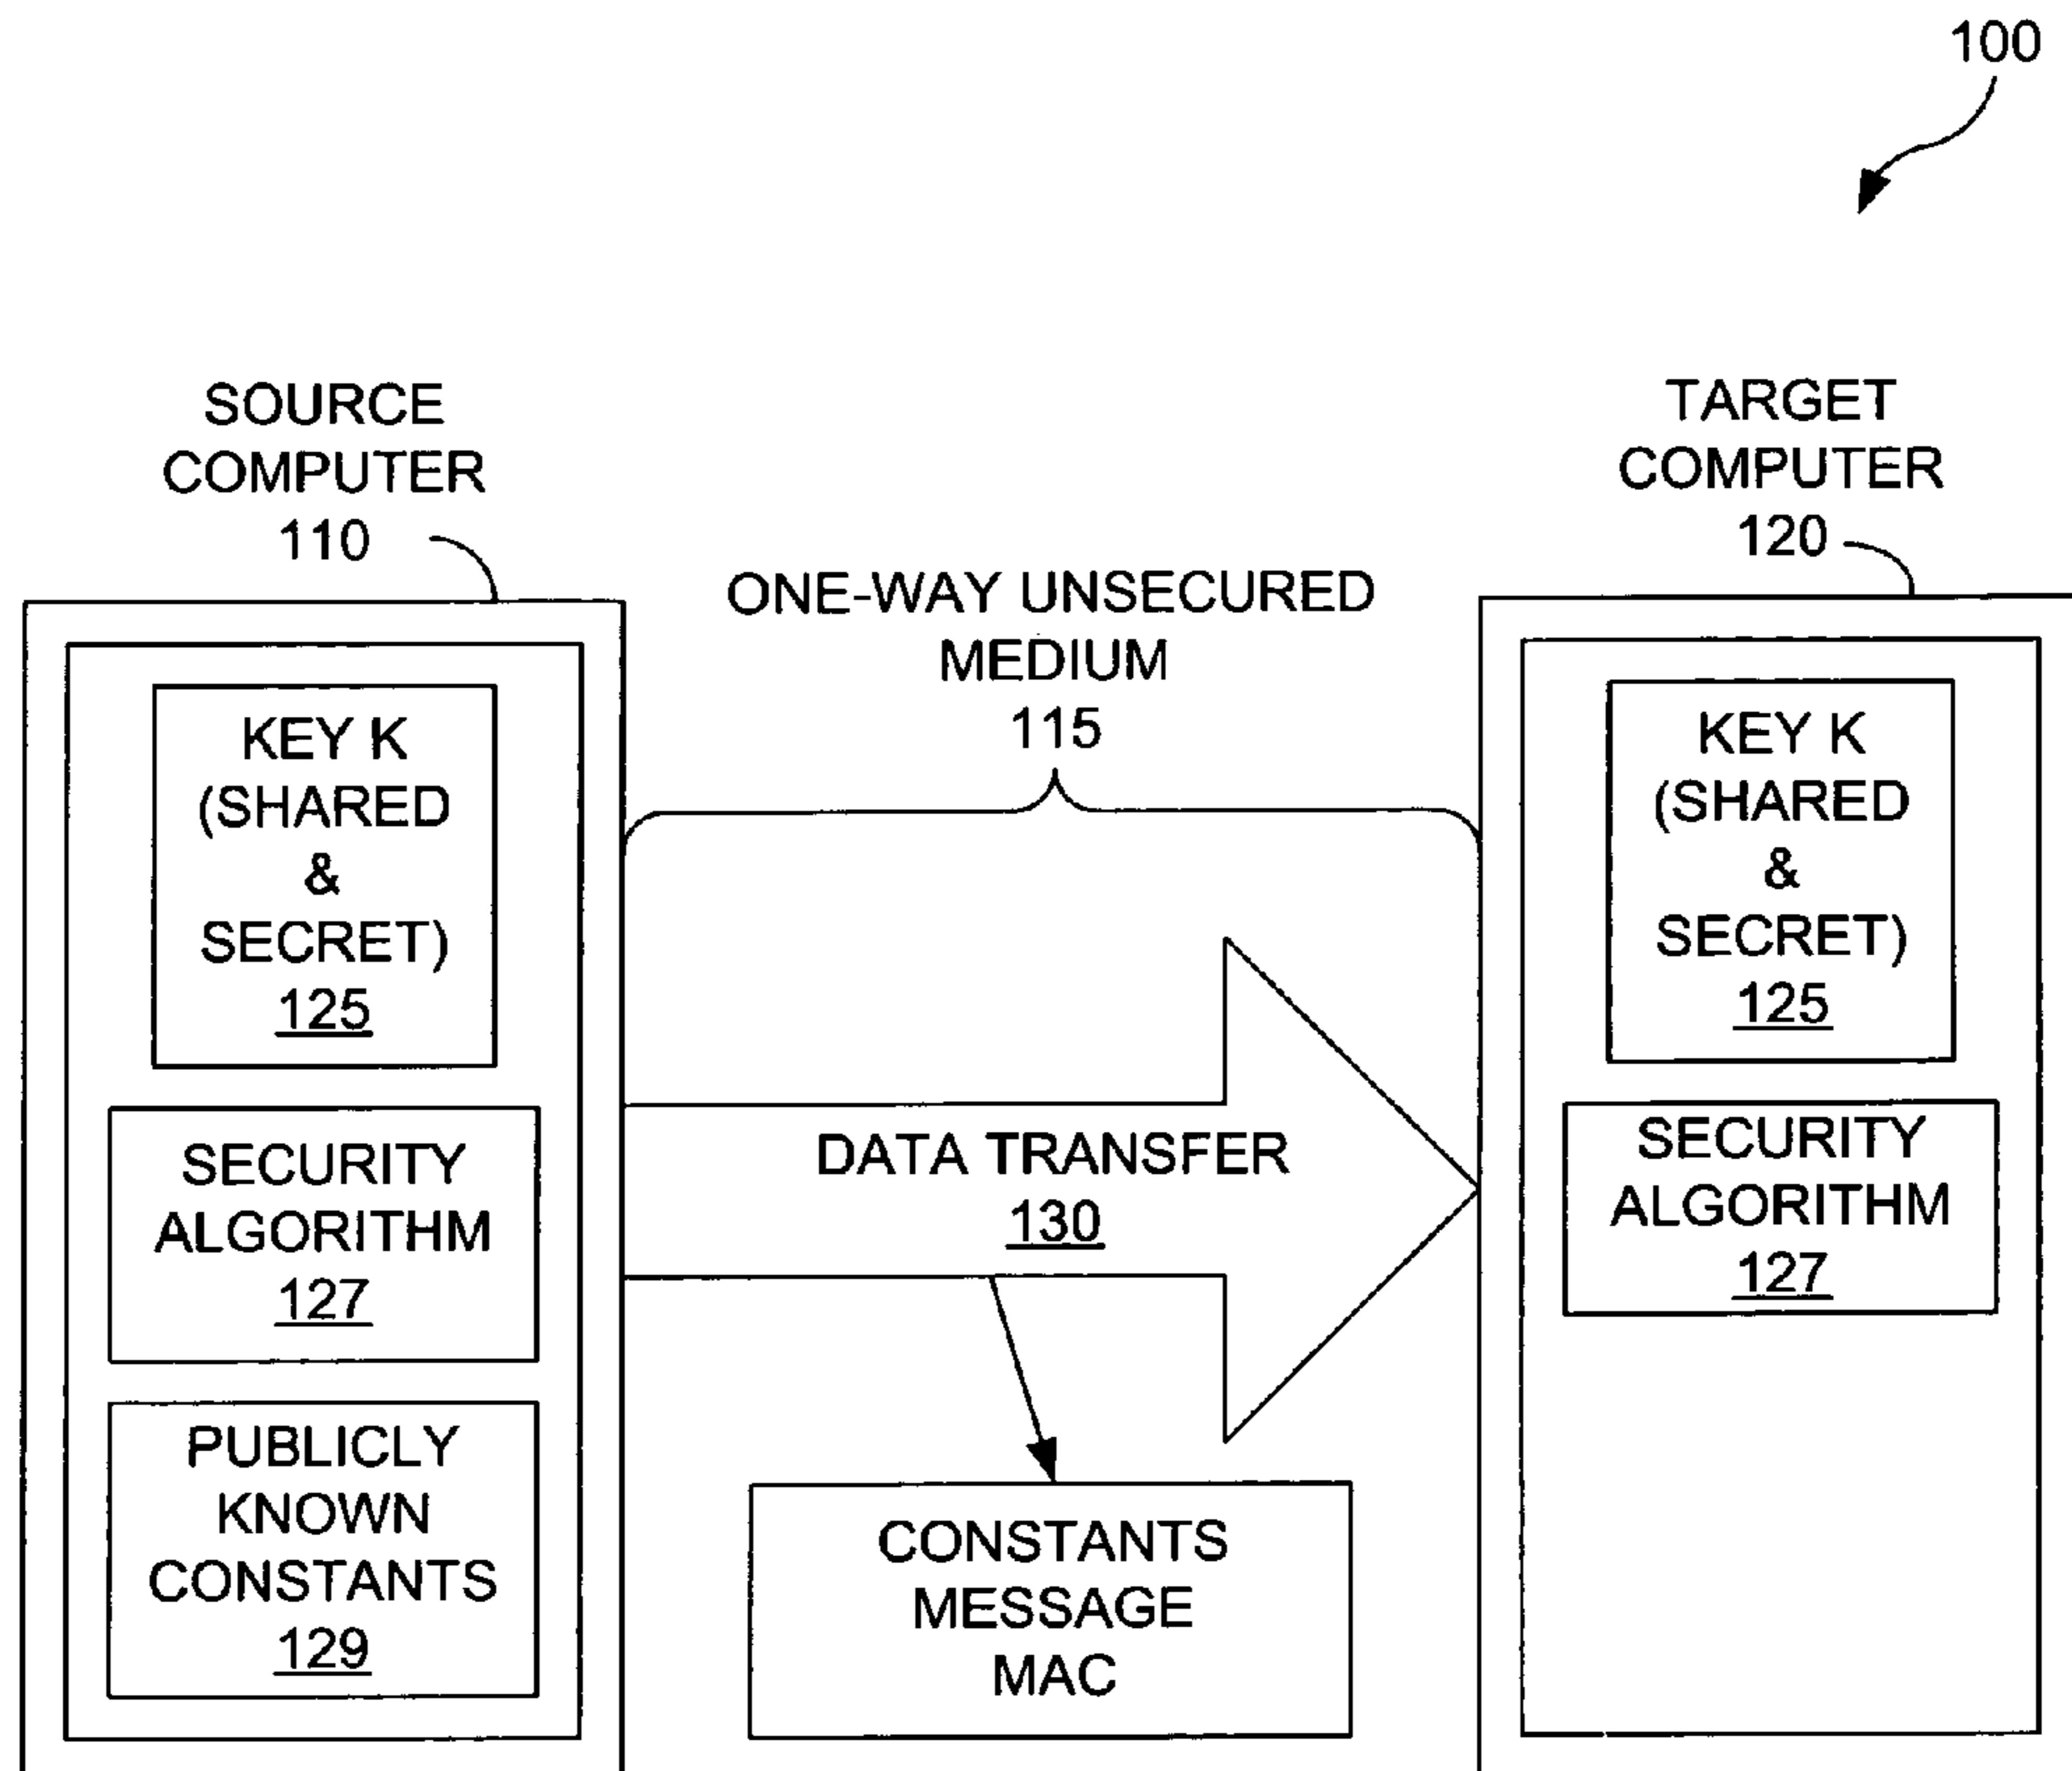 100
SOURCE
COMPUTER
110
KEY K
(SHARED
&
SECRET)
125
SECURITY
ALGORITHM
127
PUBLICLY
KNOWN
CONSTANTS
129
ONE-WAY UNSECURED
MEDIUM
115
DATA TRANSFER
130
CONSTANTS
MESSAGE
MAC
TARGET
COMPUTER
120
KEY K
(SHARED
&
SECRET)
125
SECURITY
ALGORITHM
127